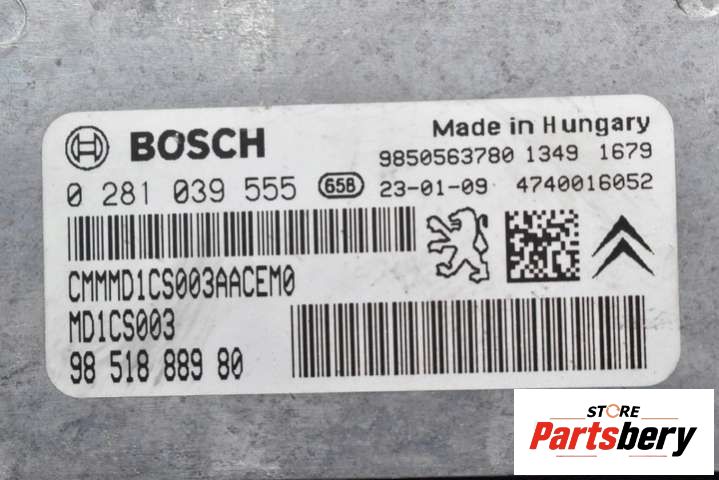 BOSCH
Made in Hungary
9850563780 1349 1679
0 281 039 555 658 23-01-09 4740016052
CMMMD1CS003AACEM0
MD1CS003
98 518 889 80
STORE
Partsbery